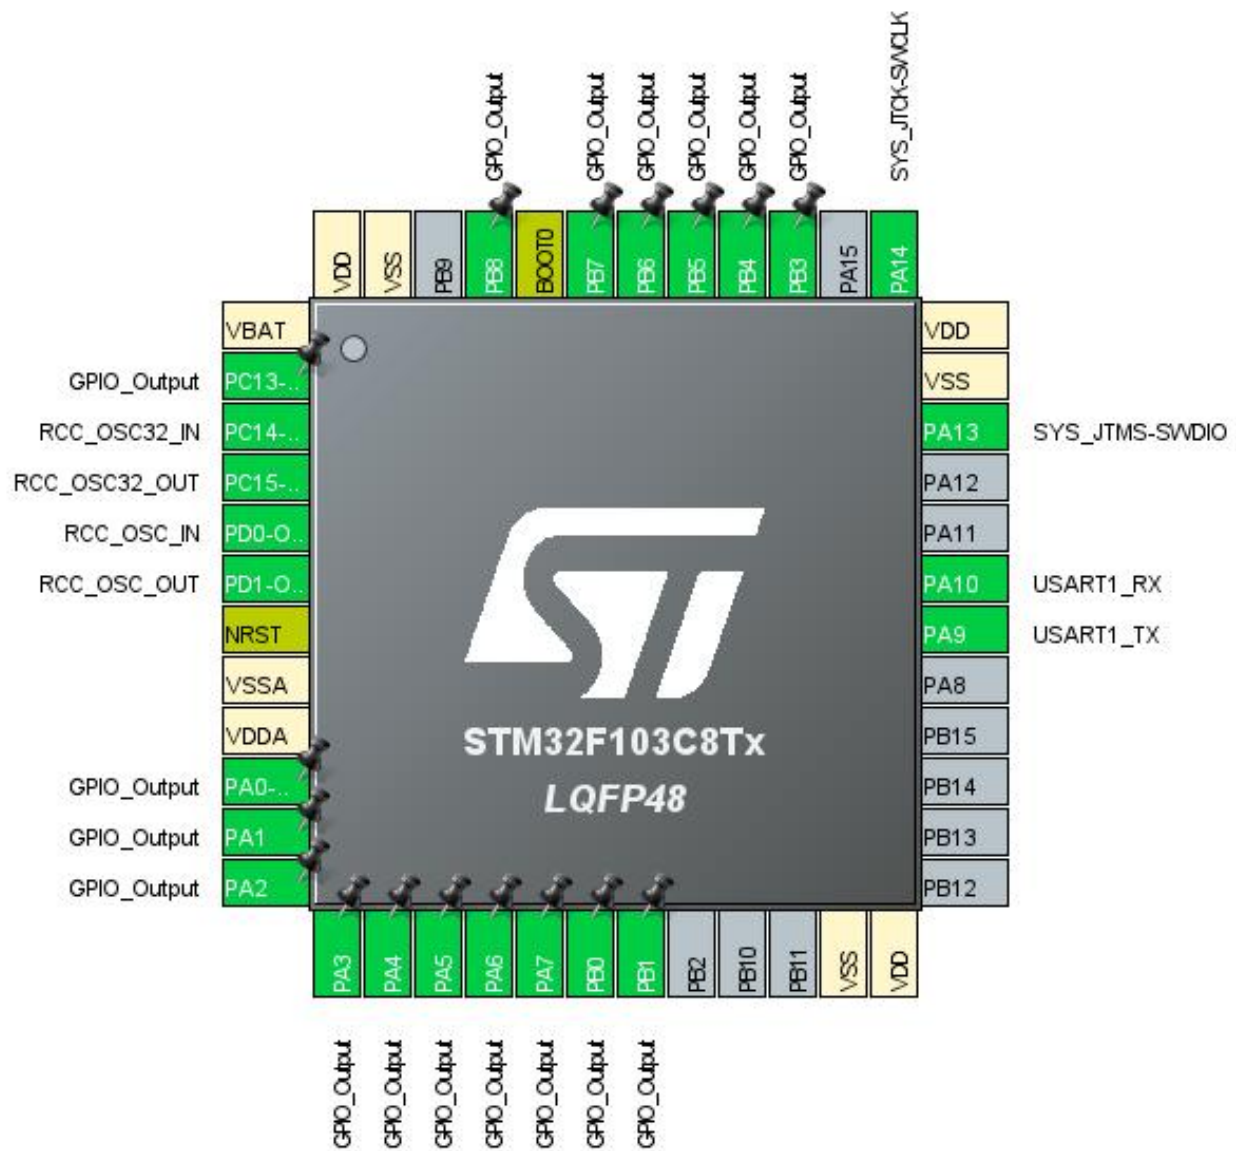 SYS_JTCK-SWCLK
GPIO_Output
GPIO_Output
GPIO_Output
GPIO_Output
GPIO_Output
GPIO_Output
VDD
VSS
PB9
PB8
BOOT0
PB7
PB6
PB5
PB4
PB3
PA15
PA14
VBAT
VDD
GPIO_Output PC13-..
VSS
RCC_OSC32_IN PC14-..
PA13 SYS_JTMS-SWDIO
RCC_OSC32_OUT PC15-..
PA12
RCC_OSC_IN PD0-O..
PA11
RCC_OSC_OUT PD1-O..
PA10 USART1_RX
NRST
PA9 USART1_TX
VSSA
PA8
VDDA
PB15
GPIO_Output PA0-..
PB14
GPIO_Output PA1
PB13
GPIO_Output PA2
PB12
ST
STM32F103C8Tx
LQFP48
PA3
PA4
PA5
PA6
PA7
PB0
PB1
PB2
PB10
PB11
VSS
VDD
GPIO_Output
GPIO_Output
GPIO_Output
GPIO_Output
GPIO_Output
GPIO_Output
GPIO_Output